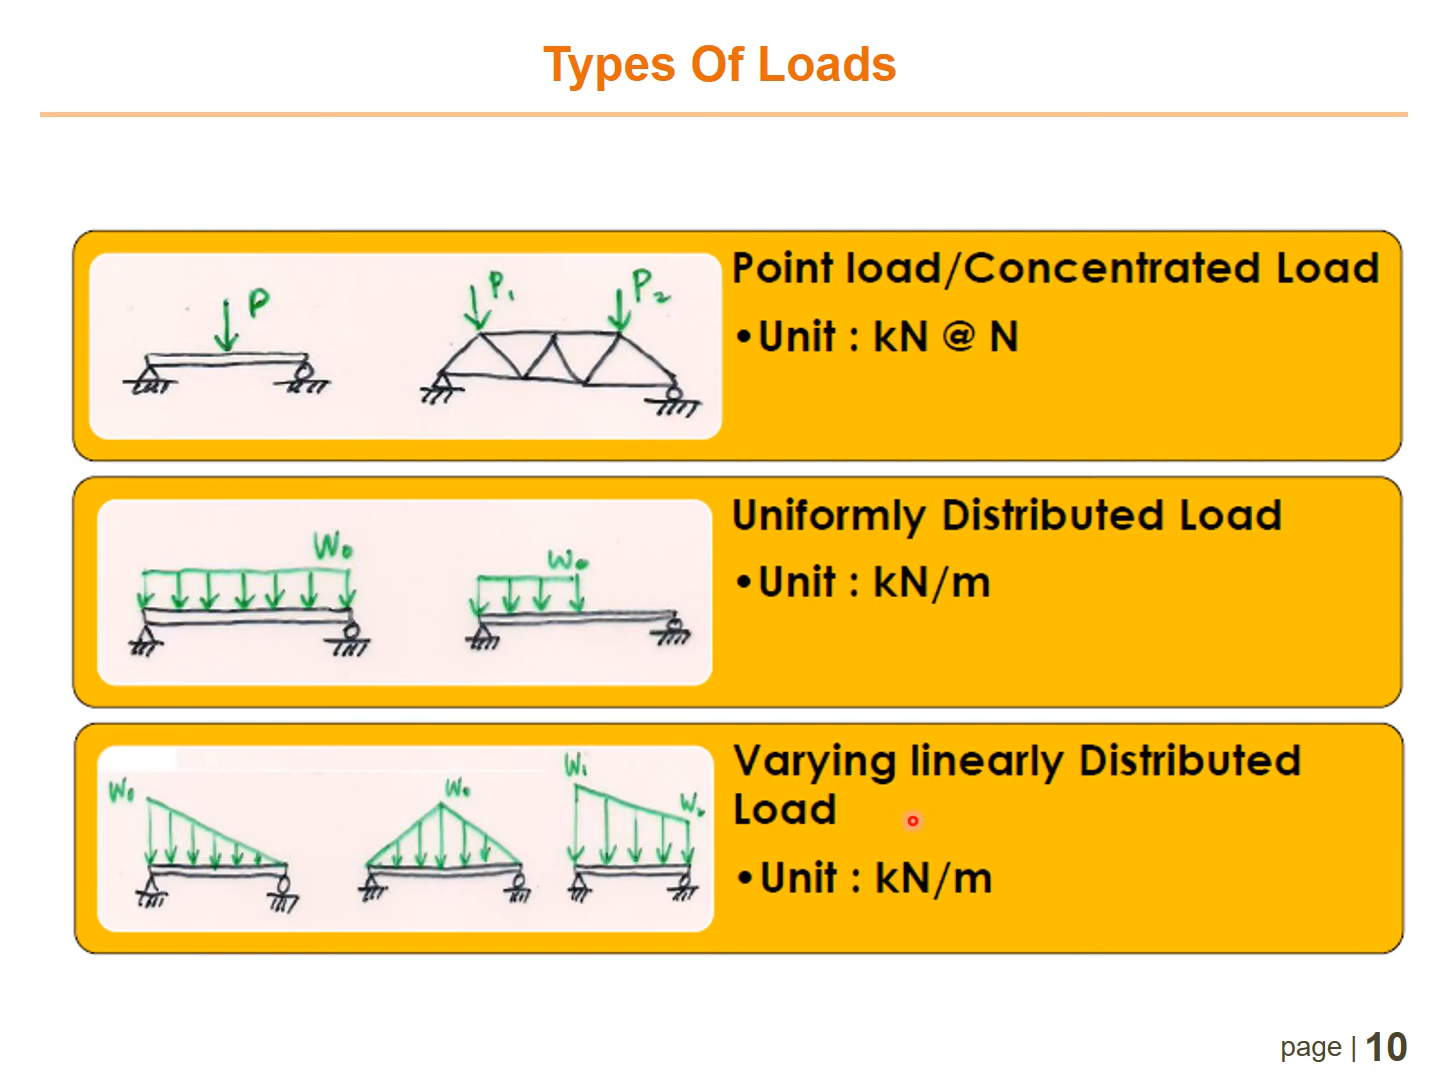 Types Of Loads
P
P₁
P₂
Point load/Concentrated Load
•Unit : kN @ N
W₀
W₀
Uniformly Distributed Load
•Unit : kN/m
W₀
W₀
W₁
W₂
Varying linearly Distributed
Load
•Unit : kN/m
page | 10